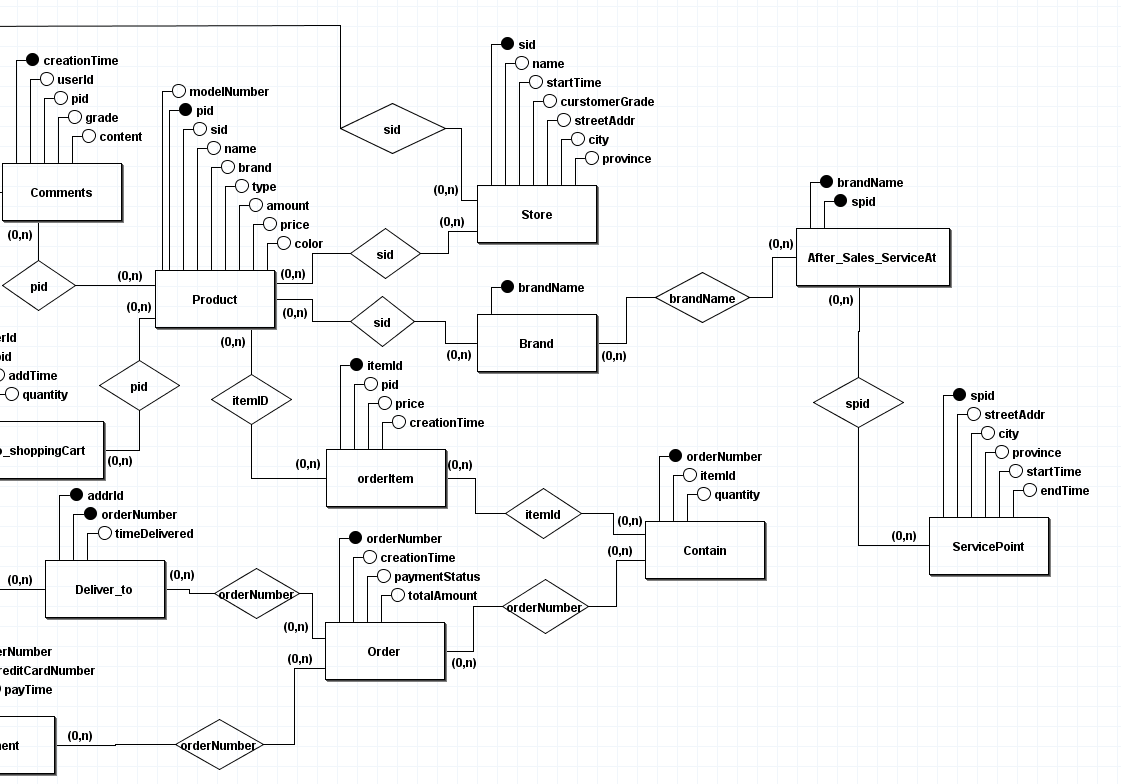 creationTime
userId
pid
grade
content
Comments
(0,n)
pid
(0,n)
modelNumber
pid
sid
name
brand
type
amount
price
color
Product
(0,n)
(0,n)
(0,n)
(0,n)
sid
(0,n)
sid
name
startTime
curstomerGrade
streetAddr
city
province
Store
(0,n)
sid
sid
(0,n)
brandName
Brand
(0,n)
brandName
(0,n)
brandName
spid
After_Sales_ServiceAt
(0,n)
spid
spid
streetAddr
city
province
startTime
endTime
ServicePoint
(0,n)
erId
id
addTime
quantity
_shoppingCart
(0,n)
pid
itemID
(0,n)
itemId
pid
price
creationTime
orderItem
(0,n)
itemId
(0,n)
orderNumber
itemId
quantity
Contain
(0,n)
orderNumber
addrId
orderNumber
timeDelivered
Deliver_to
(0,n)
(0,n)
orderNumber
(0,n)
orderNumber
creationTime
paymentStatus
totalAmount
Order
(0,n)
(0,n)
erNumber
reditCardNumber
payTime
ent
(0,n)
orderNumber